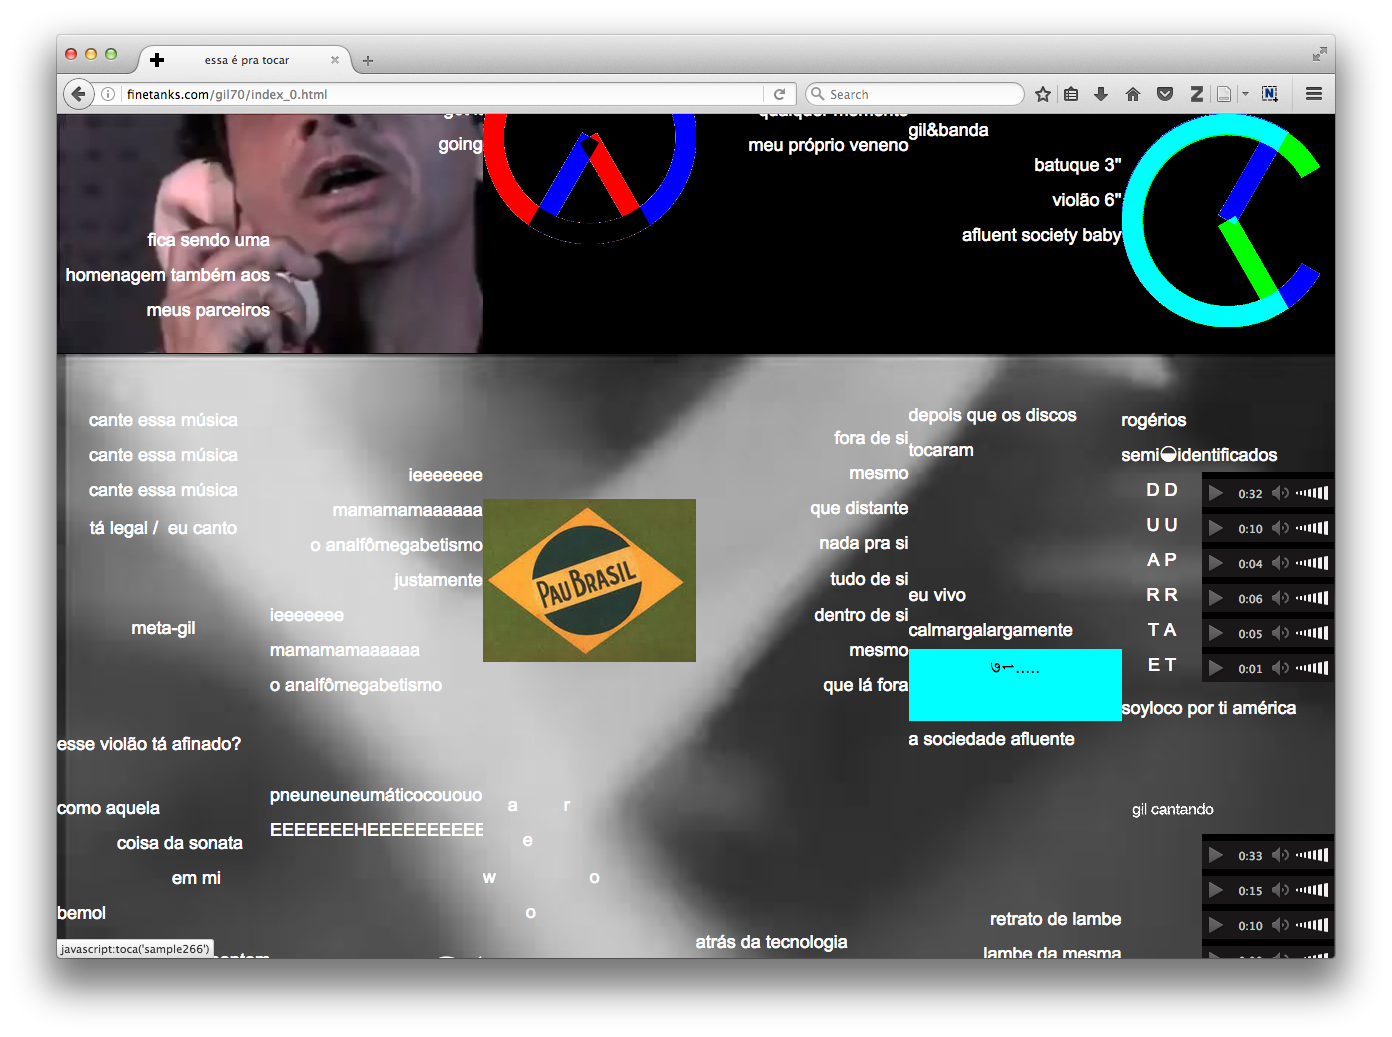 essa é pra tocar
finetanks.com/gil70/index_0.html
Search
going
fica sendo uma
homenagem também aos
meus parceiros
qualquer momento
meu próprio veneno
gil&banda
batuque 3"
violão 6"
afluent society baby
cante essa música
cante essa música
cante essa música
tá legal / eu canto
meta-gil
esse violão tá afinado?
como aquela
coisa da sonata
em mi
bemol
ieeeeeee
mamamamaaaaaa
o analfômegabetismo
justamente
ieeeeeee
mamamamaaaaaa
o analfômegabetismo
pneuneuneumáticocououo
EEEEEEEHEEEEEEEEEE
PAU BRASIL
a r
e
w o
o
fora de si
mesmo
que distante
nada pra si
tudo de si
dentro de si
mesmo
que lá fora
atrás da tecnologia
depois que os discos
tocaram
eu vivo
calmargalargamente
a sociedade afluente
retrato de lambe
lambe da mesma
rogérios
semi identificados
D D 0:32
U U 0:10
A P 0:04
R R 0:06
T A 0:05
E T 0:01
soyloco por ti américa
gil cantando
0:33
0:15
0:10
javascript:toca('sample266')